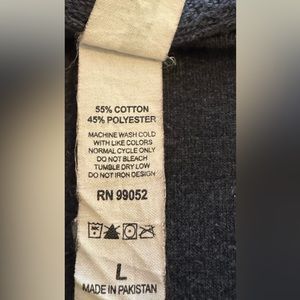 55% COTTON
45% POLYESTER
MACHINE WASH COLD
WITH LIKE COLORS
NORMAL CYCLE ONLY
DO NOT BLEACH
TUMBLE DRY LOW
DO NOT IRON DESIGN
RN 99052
L
MADE IN PAKISTAN